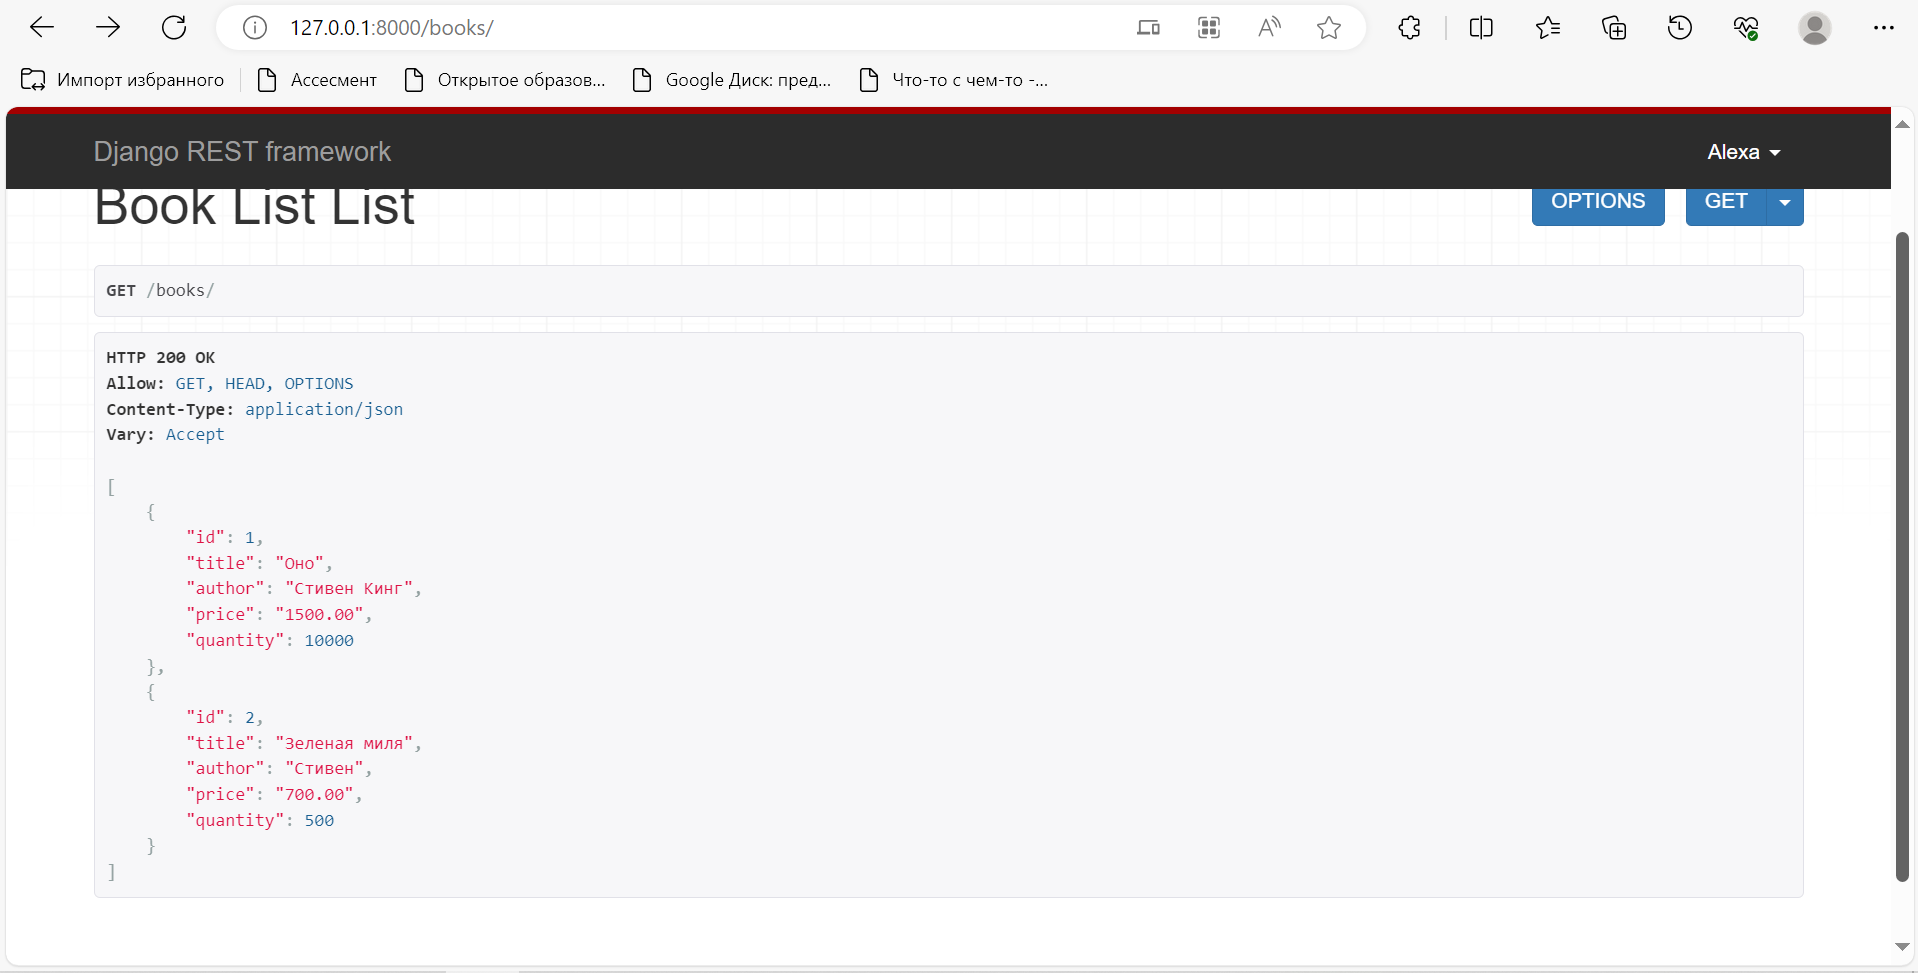 127.0.0.1:8000/books/
Импорт избранного
Ассесмент
Открытое образов...
Google Диск: пред...
Что-то с чем-то -...
Django REST framework
Alexa
Book List List
OPTIONS
GET
GET /books/
HTTP 200 OK
Allow: GET, HEAD, OPTIONS
Content-Type: application/json
Vary: Accept
[
    {
        "id": 1,
        "title": "Оно",
        "author": "Стивен Кинг",
        "price": "1500.00",
        "quantity": 10000
    },
    {
        "id": 2,
        "title": "Зеленая миля",
        "author": "Стивен",
        "price": "700.00",
        "quantity": 500
    }
]